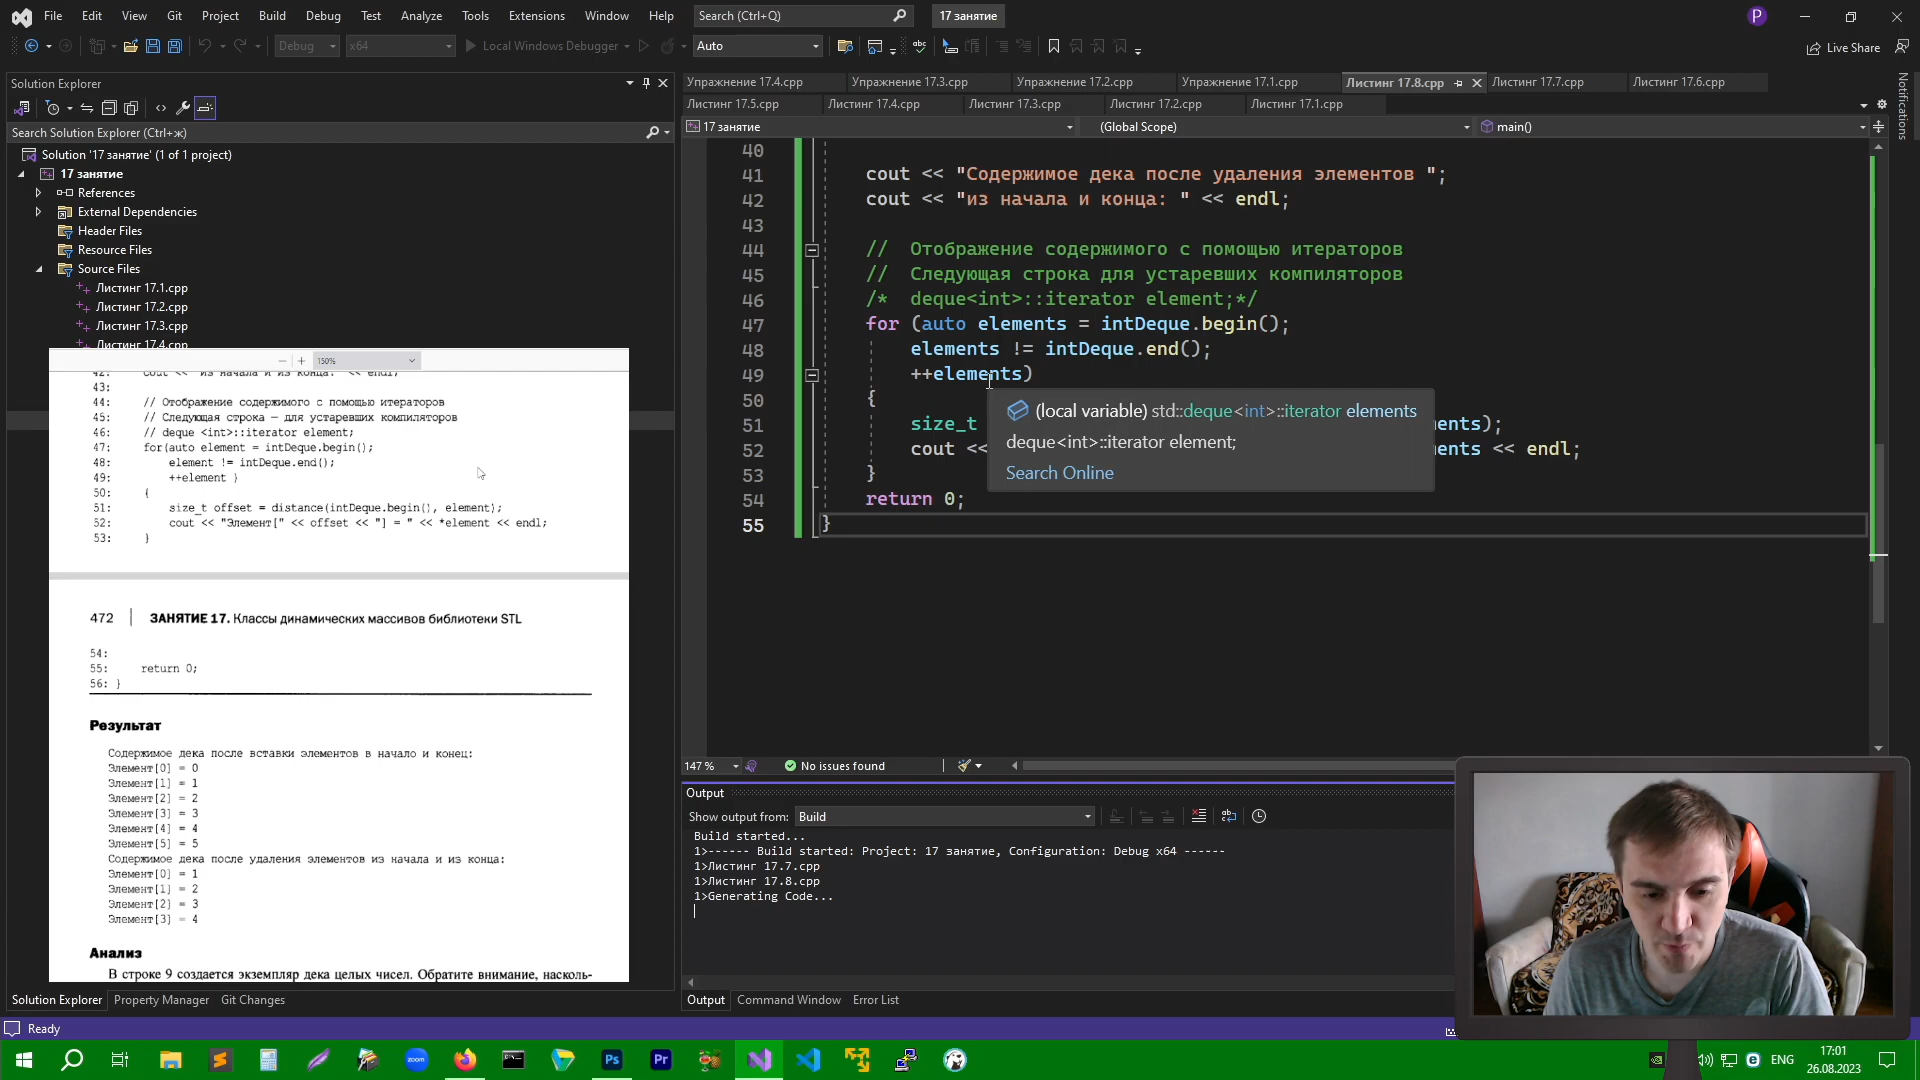 File Edit View Git Project Build Debug Test Analyze Tools Extensions Window Help Search (Ctrl+Q) 17 занятие P
Debug x64 Local Windows Debugger Auto Live Share
Solution Explorer
Search Solution Explorer (Ctrl+ж)
Solution '17 занятие' (1 of 1 project)
17 занятие
References
External Dependencies
Header Files
Resource Files
Source Files
Листинг 17.1.cpp
Листинг 17.2.cpp
Листинг 17.3.cpp
Листинг 17.4.cpp
150%
42: cout << "из начала и конца: " << endl;
43:
44: // Отображение содержимого с помощью итераторов
45: // Следующая строка — для устаревших компиляторов
46: // deque <int>::iterator element;
47: for(auto element = intDeque.begin();
48: element != intDeque.end();
49: ++element )
50: {
51: size_t offset = distance(intDeque.begin(), element);
52: cout << "Элемент[" << offset << "] = " << *element << endl;
53: }
472 ЗАНЯТИЕ 17. Классы динамических массивов библиотеки STL
54:
55: return 0;
56: }
Результат
Содержимое дека после вставки элементов в начало и конец:
Элемент[0] = 0
Элемент[1] = 1
Элемент[2] = 2
Элемент[3] = 3
Элемент[4] = 4
Элемент[5] = 5
Содержимое дека после удаления элементов из начала и из конца:
Элемент[0] = 1
Элемент[1] = 2
Элемент[2] = 3
Элемент[3] = 4
Анализ
В строке 9 создается экземпляр дека целых чисел. Обратите внимание, насколь-
Solution Explorer Property Manager Git Changes
Упражнение 17.4.cpp Упражнение 17.3.cpp Упражнение 17.2.cpp Упражнение 17.1.cpp Листинг 17.8.cpp Листинг 17.7.cpp Листинг 17.6.cpp
Листинг 17.5.cpp Листинг 17.4.cpp Листинг 17.3.cpp Листинг 17.2.cpp Листинг 17.1.cpp
17 занятие (Global Scope) main()
Notifications
40
41 cout << "Содержимое дека после удаления элементов ";
42 cout << "из начала и конца: " << endl;
43
44 // Отображение содержимого с помощью итераторов
45 // Следующая строка для устаревших компиляторов
46 /* deque<int>::iterator element;*/
47 for (auto elements = intDeque.begin();
48 elements != intDeque.end();
49 ++elements)
50 {
51 size_t ments);
52 cout << ments << endl;
53 }
54 return 0;
55 }
(local variable) std::deque<int>::iterator elements
deque<int>::iterator element;
Search Online
147 % No issues found
Output
Show output from: Build
Build started...
1>------ Build started: Project: 17 занятие, Configuration: Debug x64 ------
1>Листинг 17.7.cpp
1>Листинг 17.8.cpp
1>Generating Code...
Output Command Window Error List
Ready
zoom Ps Pr ENG 17:01
26.08.2023